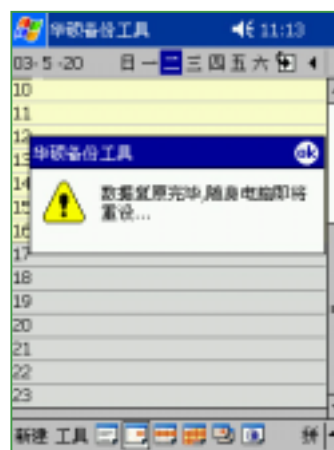 华硕备份工具 11:13
03-5-20 日 一 二 三 四 五 六
10
11
12
13
华硕备份工具 ok
14
数据复原完毕,随身电脑即将
15
重设...
16
17
18
19
20
21
22
23
新建 工具 拼